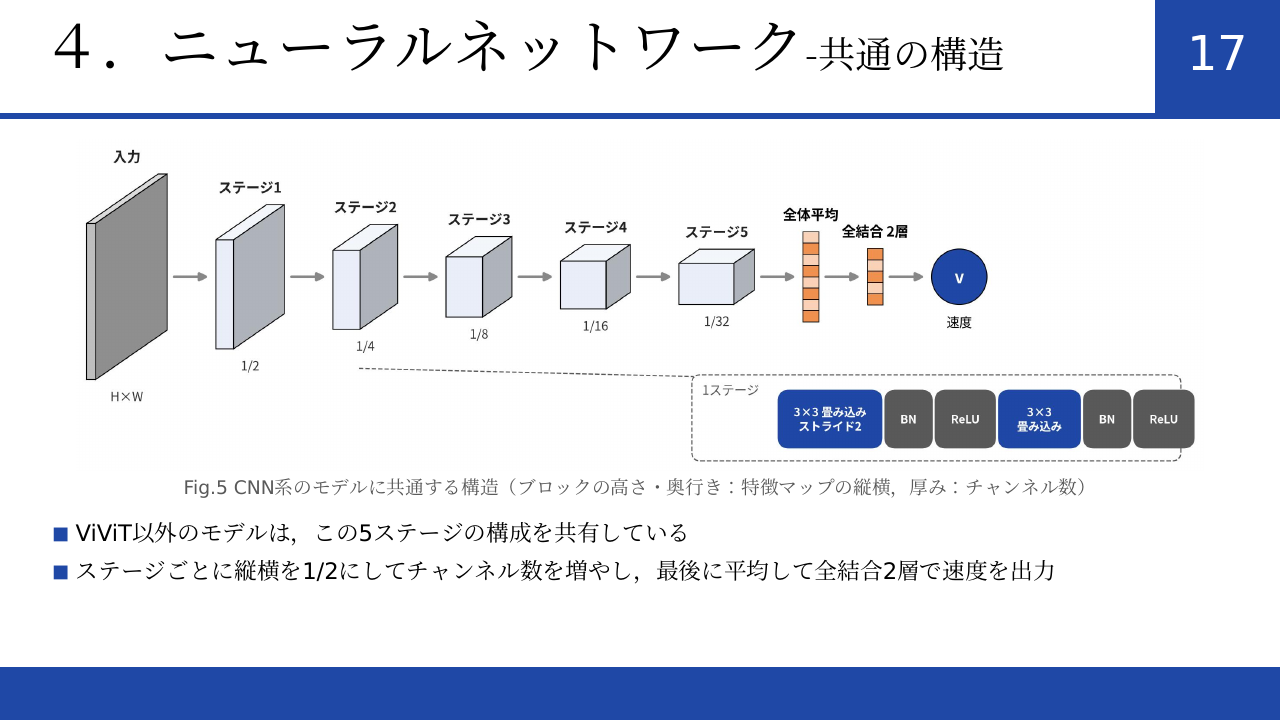 ４．ニューラルネットワーク-共通の構造
17
入力
ステージ1
ステージ2
ステージ3
ステージ4
ステージ5
全体平均
全結合 2層
v
速度
H×W
1/2
1/4
1/8
1/16
1/32
1ステージ
3×3 畳み込み
ストライド2
BN
ReLU
3×3
畳み込み
BN
ReLU
Fig.5 CNN系のモデルに共通する構造（ブロックの高さ・奥行き：特徴マップの縦横，厚み：チャンネル数）
■ ViViT以外のモデルは，この5ステージの構成を共有している
■ ステージごとに縦横を1/2にしてチャンネル数を増やし，最後に平均して全結合2層で速度を出力